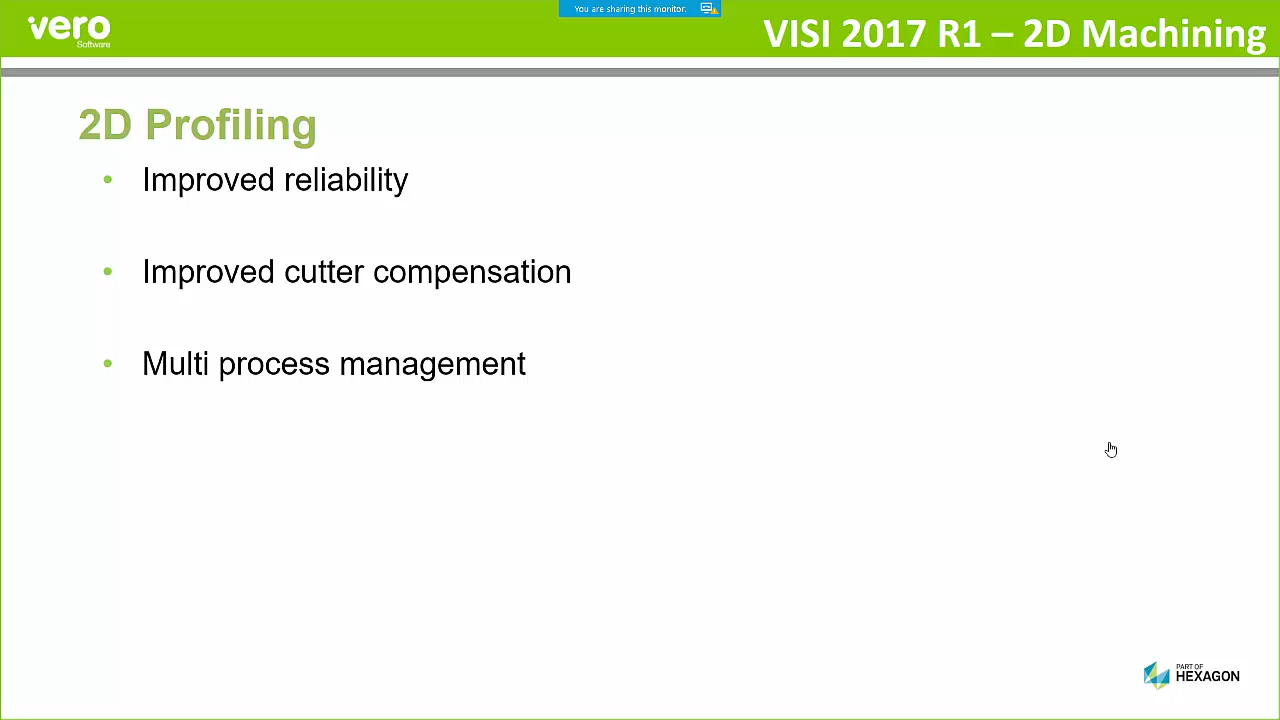 You are sharing this monitor.
vero
Software
VISI 2017 R1 – 2D Machining
2D Profiling
• Improved reliability
• Improved cutter compensation
• Multi process management
PART OF
HEXAGON